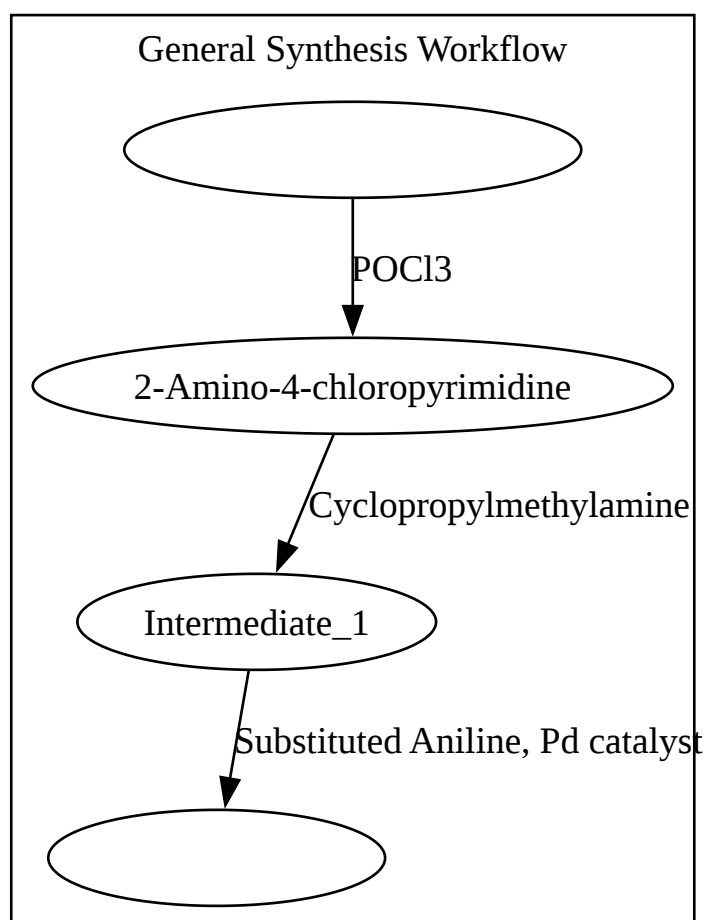 General Synthesis Workflow
POCl3
2-Amino-4-chloropyrimidine
Cyclopropylmethylamine
Intermediate_1
Substituted Aniline, Pd catalyst